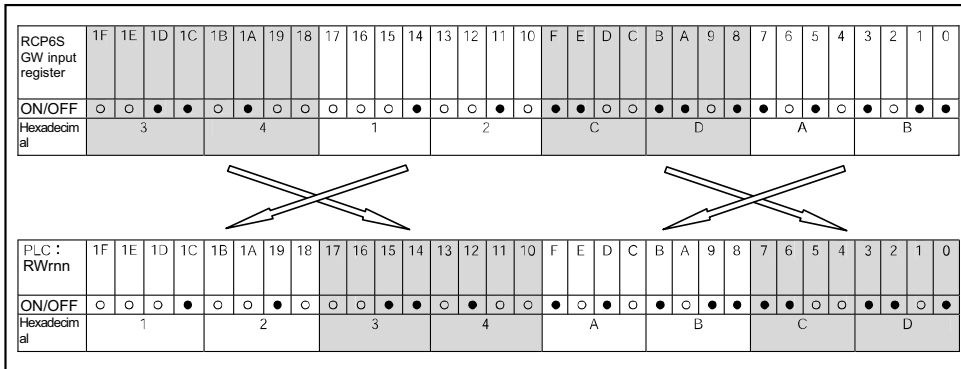 RCP6S GW input register 1F 1E 1D 1C 1B 1A 19 18 17 16 15 14 13 12 11 10 F E D C B A 9 8 7 6 5 4 3 2 1 0
ON/OFF ○ ○ ● ● ○ ● ○ ○ ○ ○ ○ ● ○ ○ ● ○ ● ● ○ ○ ● ● ○ ● ● ○ ● ○ ● ○ ● ●
Hexadecimal 3 4 1 2 C D A B
PLC： RWrnn 1F 1E 1D 1C 1B 1A 19 18 17 16 15 14 13 12 11 10 F E D C B A 9 8 7 6 5 4 3 2 1 0
ON/OFF ○ ○ ○ ● ○ ○ ● ○ ○ ○ ● ● ○ ● ○ ○ ● ○ ● ○ ● ○ ● ● ● ● ○ ○ ● ● ○ ●
Hexadecimal 1 2 3 4 A B C D